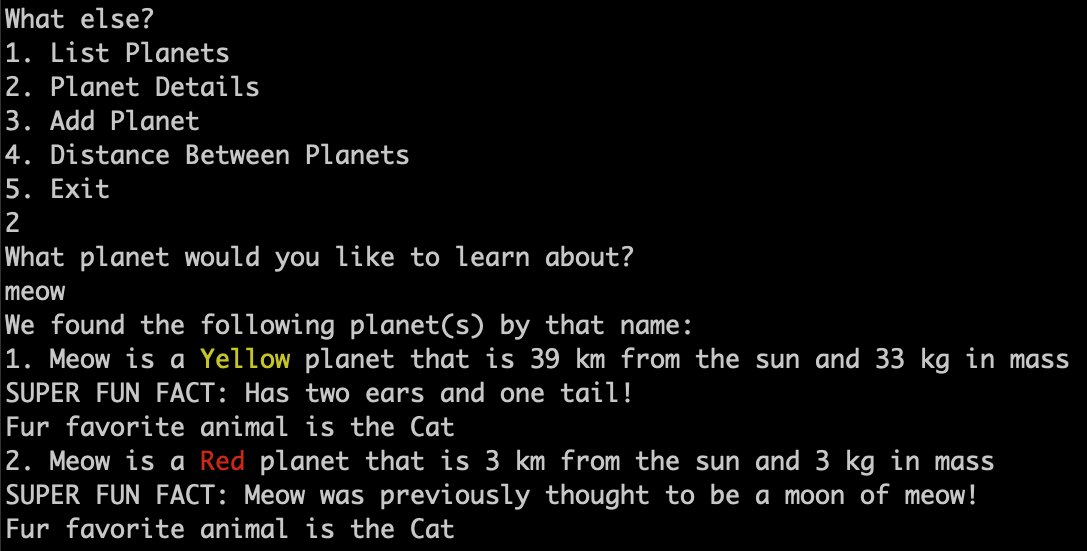 What else?
1. List Planets
2. Planet Details
3. Add Planet
4. Distance Between Planets
5. Exit
2
What planet would you like to learn about?
meow
We found the following planet(s) by that name:
1. Meow is a Yellow planet that is 39 km from the sun and 33 kg in mass
SUPER FUN FACT: Has two ears and one tail!
Fur favorite animal is the Cat
2. Meow is a Red planet that is 3 km from the sun and 3 kg in mass
SUPER FUN FACT: Meow was previously thought to be a moon of meow!
Fur favorite animal is the Cat